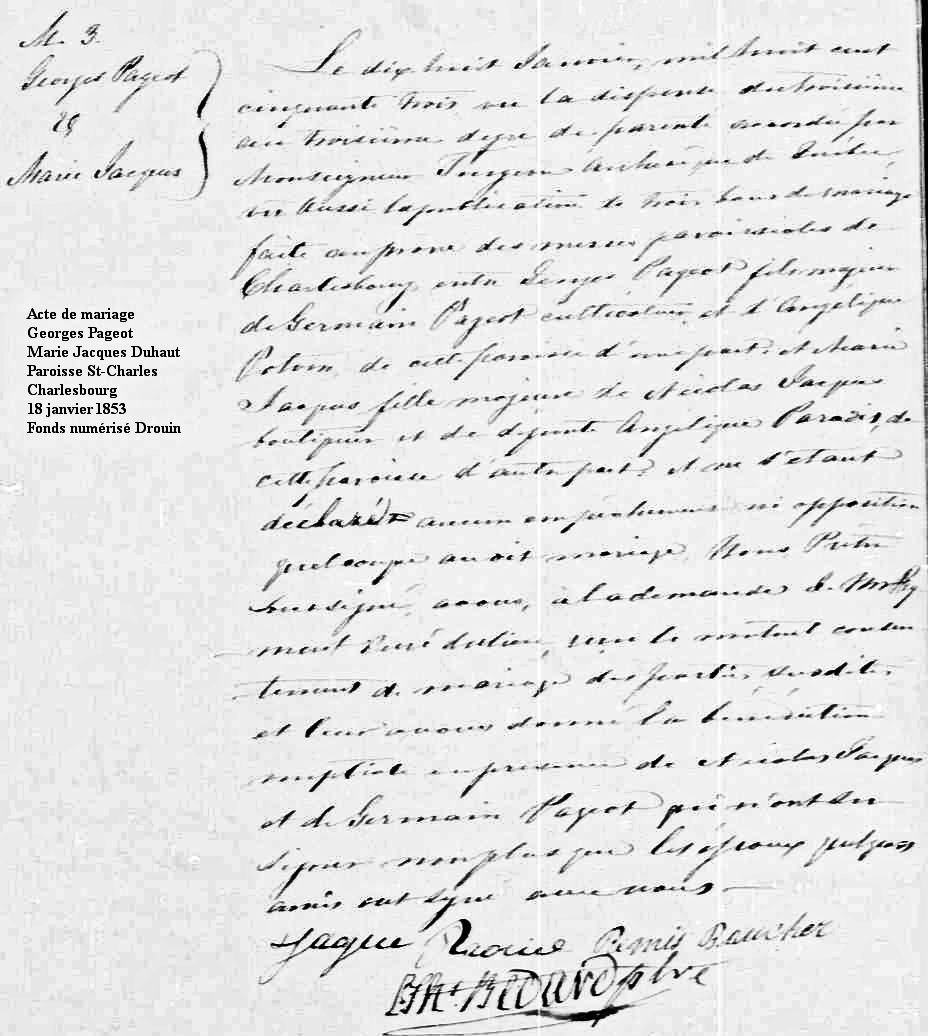 M. 3.
Georges Pageot
&
Marie Jacques
Acte de mariage
Georges Pageot
Marie Jacques Duhaut
Paroisse St-Charles
Charlesbourg
18 janvier 1853
Fonds numérisé Drouin
Le dix huit Janvier, mil huit cent
cinquante trois vu la dispense du troisième
au troisième degré de parenté accordée par
Monseigneur Turgeon Archevêque de Québec,
vu aussi la publication de trois bans de mariage
faite au prone des messes paroissiales de
Charlesbourg entre Georges Pageot fils majeur
de Germain Pageot cultivateur et d'Angélique
Potvin, de cette paroisse d'une part; et Marie
Jacques fille majeure de Nicolas Jacques
et de defunte Angélique Paradis, de
cette paroisse d'autre part; et ne s'etant
déclaré aucun empêchement ni opposition
quelconque au dit mariage, Nous Prêtre
soussigné, avons, à la demande de
Curé du lieu, reçu le mutuel consen
tement de mariage des parties susdites
et leur avons donné la bénédiction
nuptiale en présence de Nicolas Jacques
et de Germain Pageot qui n'ont su
signer non plus que les époux quelques
amis ont signé avec nous
Jaque Pierre Boucher
ptre